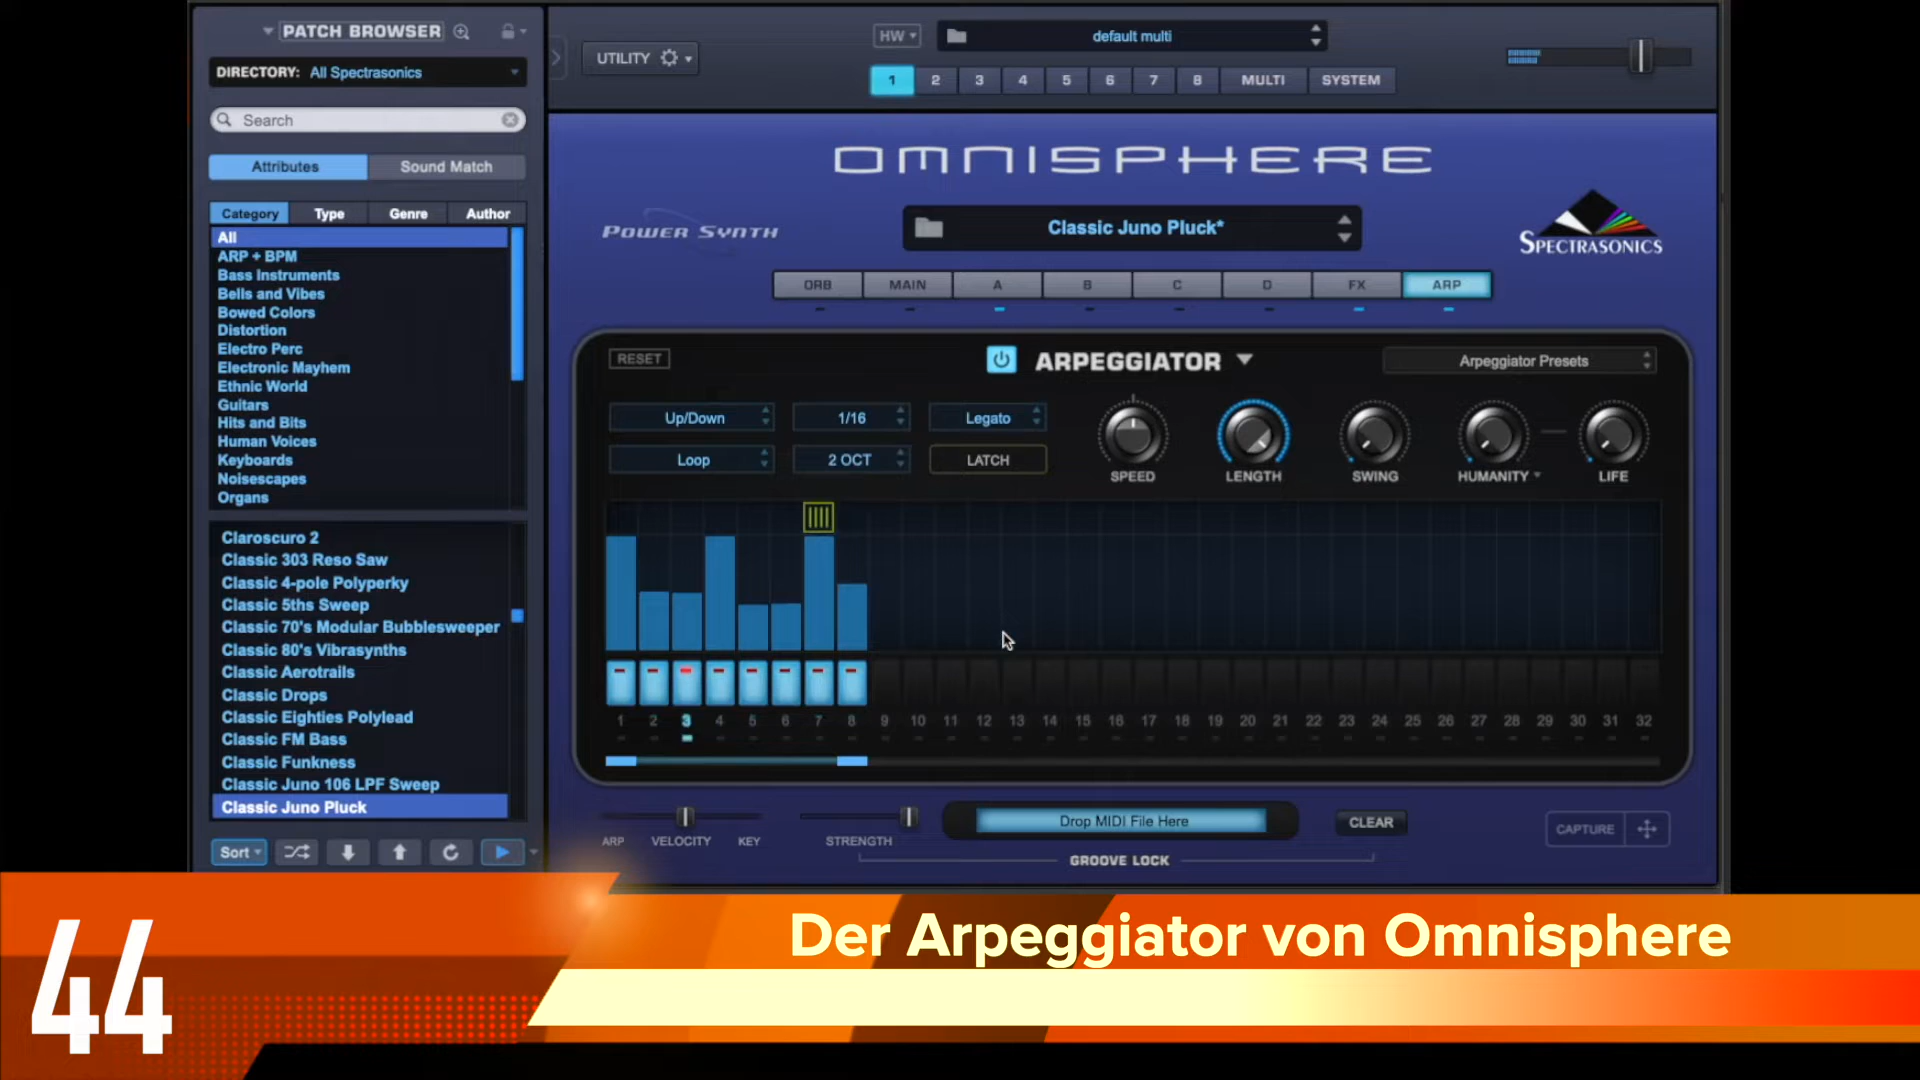 PATCH BROWSER
DIRECTORY: All Spectrasonics
Search
Attributes
Sound Match
Category
Type
Genre
Author
All
ARP + BPM
Bass Instruments
Bells and Vibes
Bowed Colors
Distortion
Electro Perc
Electronic Mayhem
Ethnic World
Guitars
Hits and Bits
Human Voices
Keyboards
Noisescapes
Organs
Claroscuro 2
Classic 303 Reso Saw
Classic 4-pole Polyperky
Classic 5ths Sweep
Classic 70's Modular Bubblesweeper
Classic 80's Vibrasynths
Classic Aerotrails
Classic Drops
Classic Eighties Polylead
Classic FM Bass
Classic Funkness
Classic Juno 106 LPF Sweep
Classic Juno Pluck
Sort
UTILITY
HW
default multi
1 2 3 4 5 6 7 8 MULTI SYSTEM
OMNISPHERE
POWER SYNTH
Classic Juno Pluck*
SPECTRASONICS
ORB MAIN A B C D FX ARP
RESET
ARPEGGIATOR
Arpeggiator Presets
Up/Down
1/16
Legato
Loop
2 OCT
LATCH
SPEED
LENGTH
SWING
HUMANITY
LIFE
1 2 3 4 5 6 7 8 9 10 11 12 13 14 15 16 17 18 19 20 21 22 23 24 25 26 27 28 29 30 31 32
ARP VELOCITY KEY
STRENGTH
Drop MIDI File Here
CLEAR
GROOVE LOCK
CAPTURE
44
Der Arpeggiator von Omnisphere